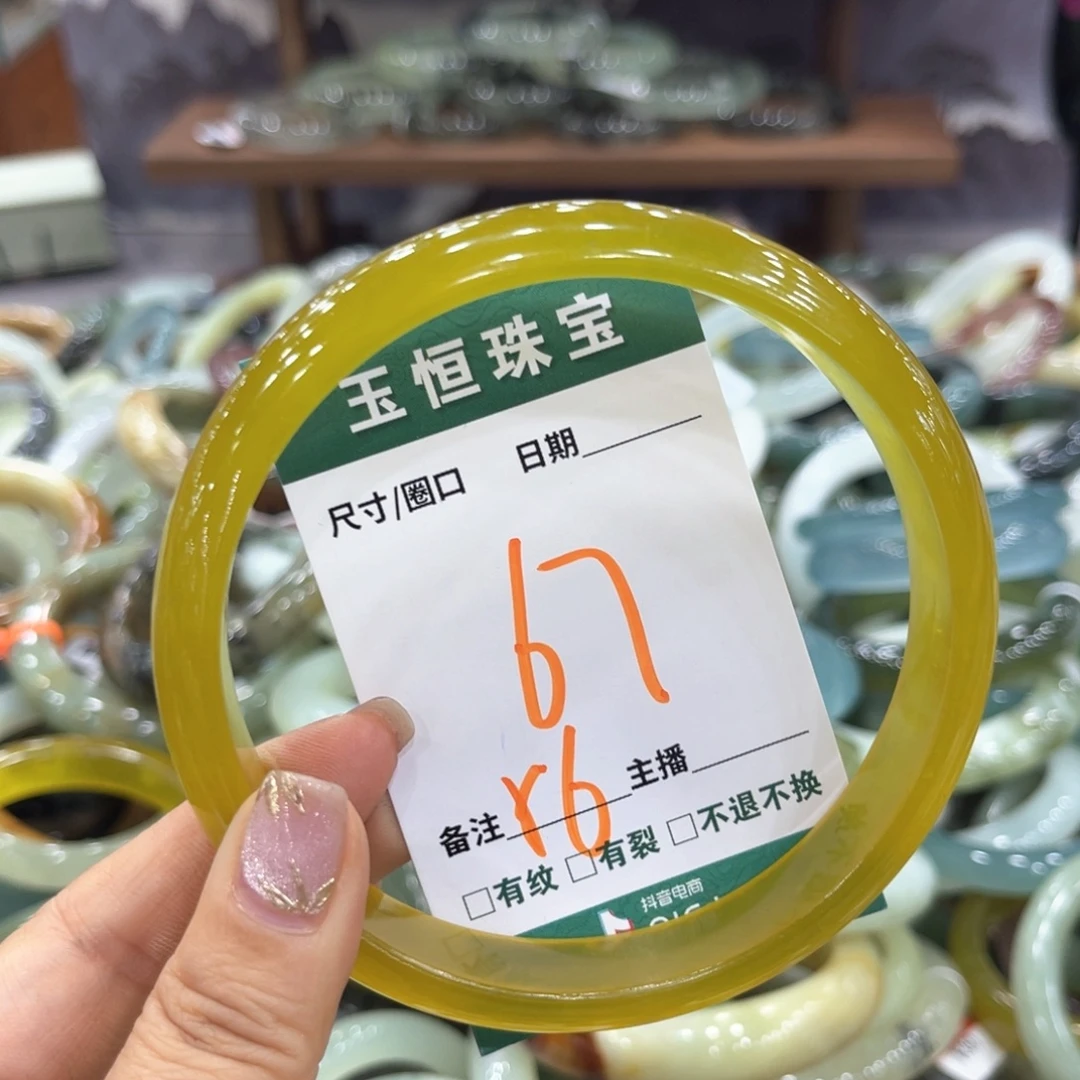 玉恒珠宝
日期
尺寸/圈口
67
r6
备注 主播
□有纹 □有裂 □不退不换
抖音电商